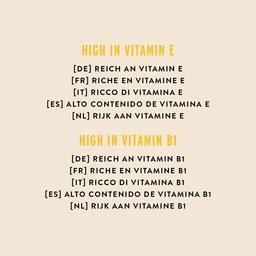 HIGH IN VITAMIN E
[DE] REICH AN VITAMIN E
[FR] RICHE EN VITAMINE E
[IT] RICCO DI VITAMINA E
[ES] ALTO CONTENIDO DE VITAMINA E
[NL] RIJK AAN VITAMINE E
HIGH IN VITAMIN B1
[DE] REICH AN VITAMIN B1
[FR] RICHE EN VITAMINE B1
[IT] RICCO DI VITAMINA B1
[ES] ALTO CONTENIDO DE VITAMINA B1
[NL] RIJK AAN VITAMINE B1